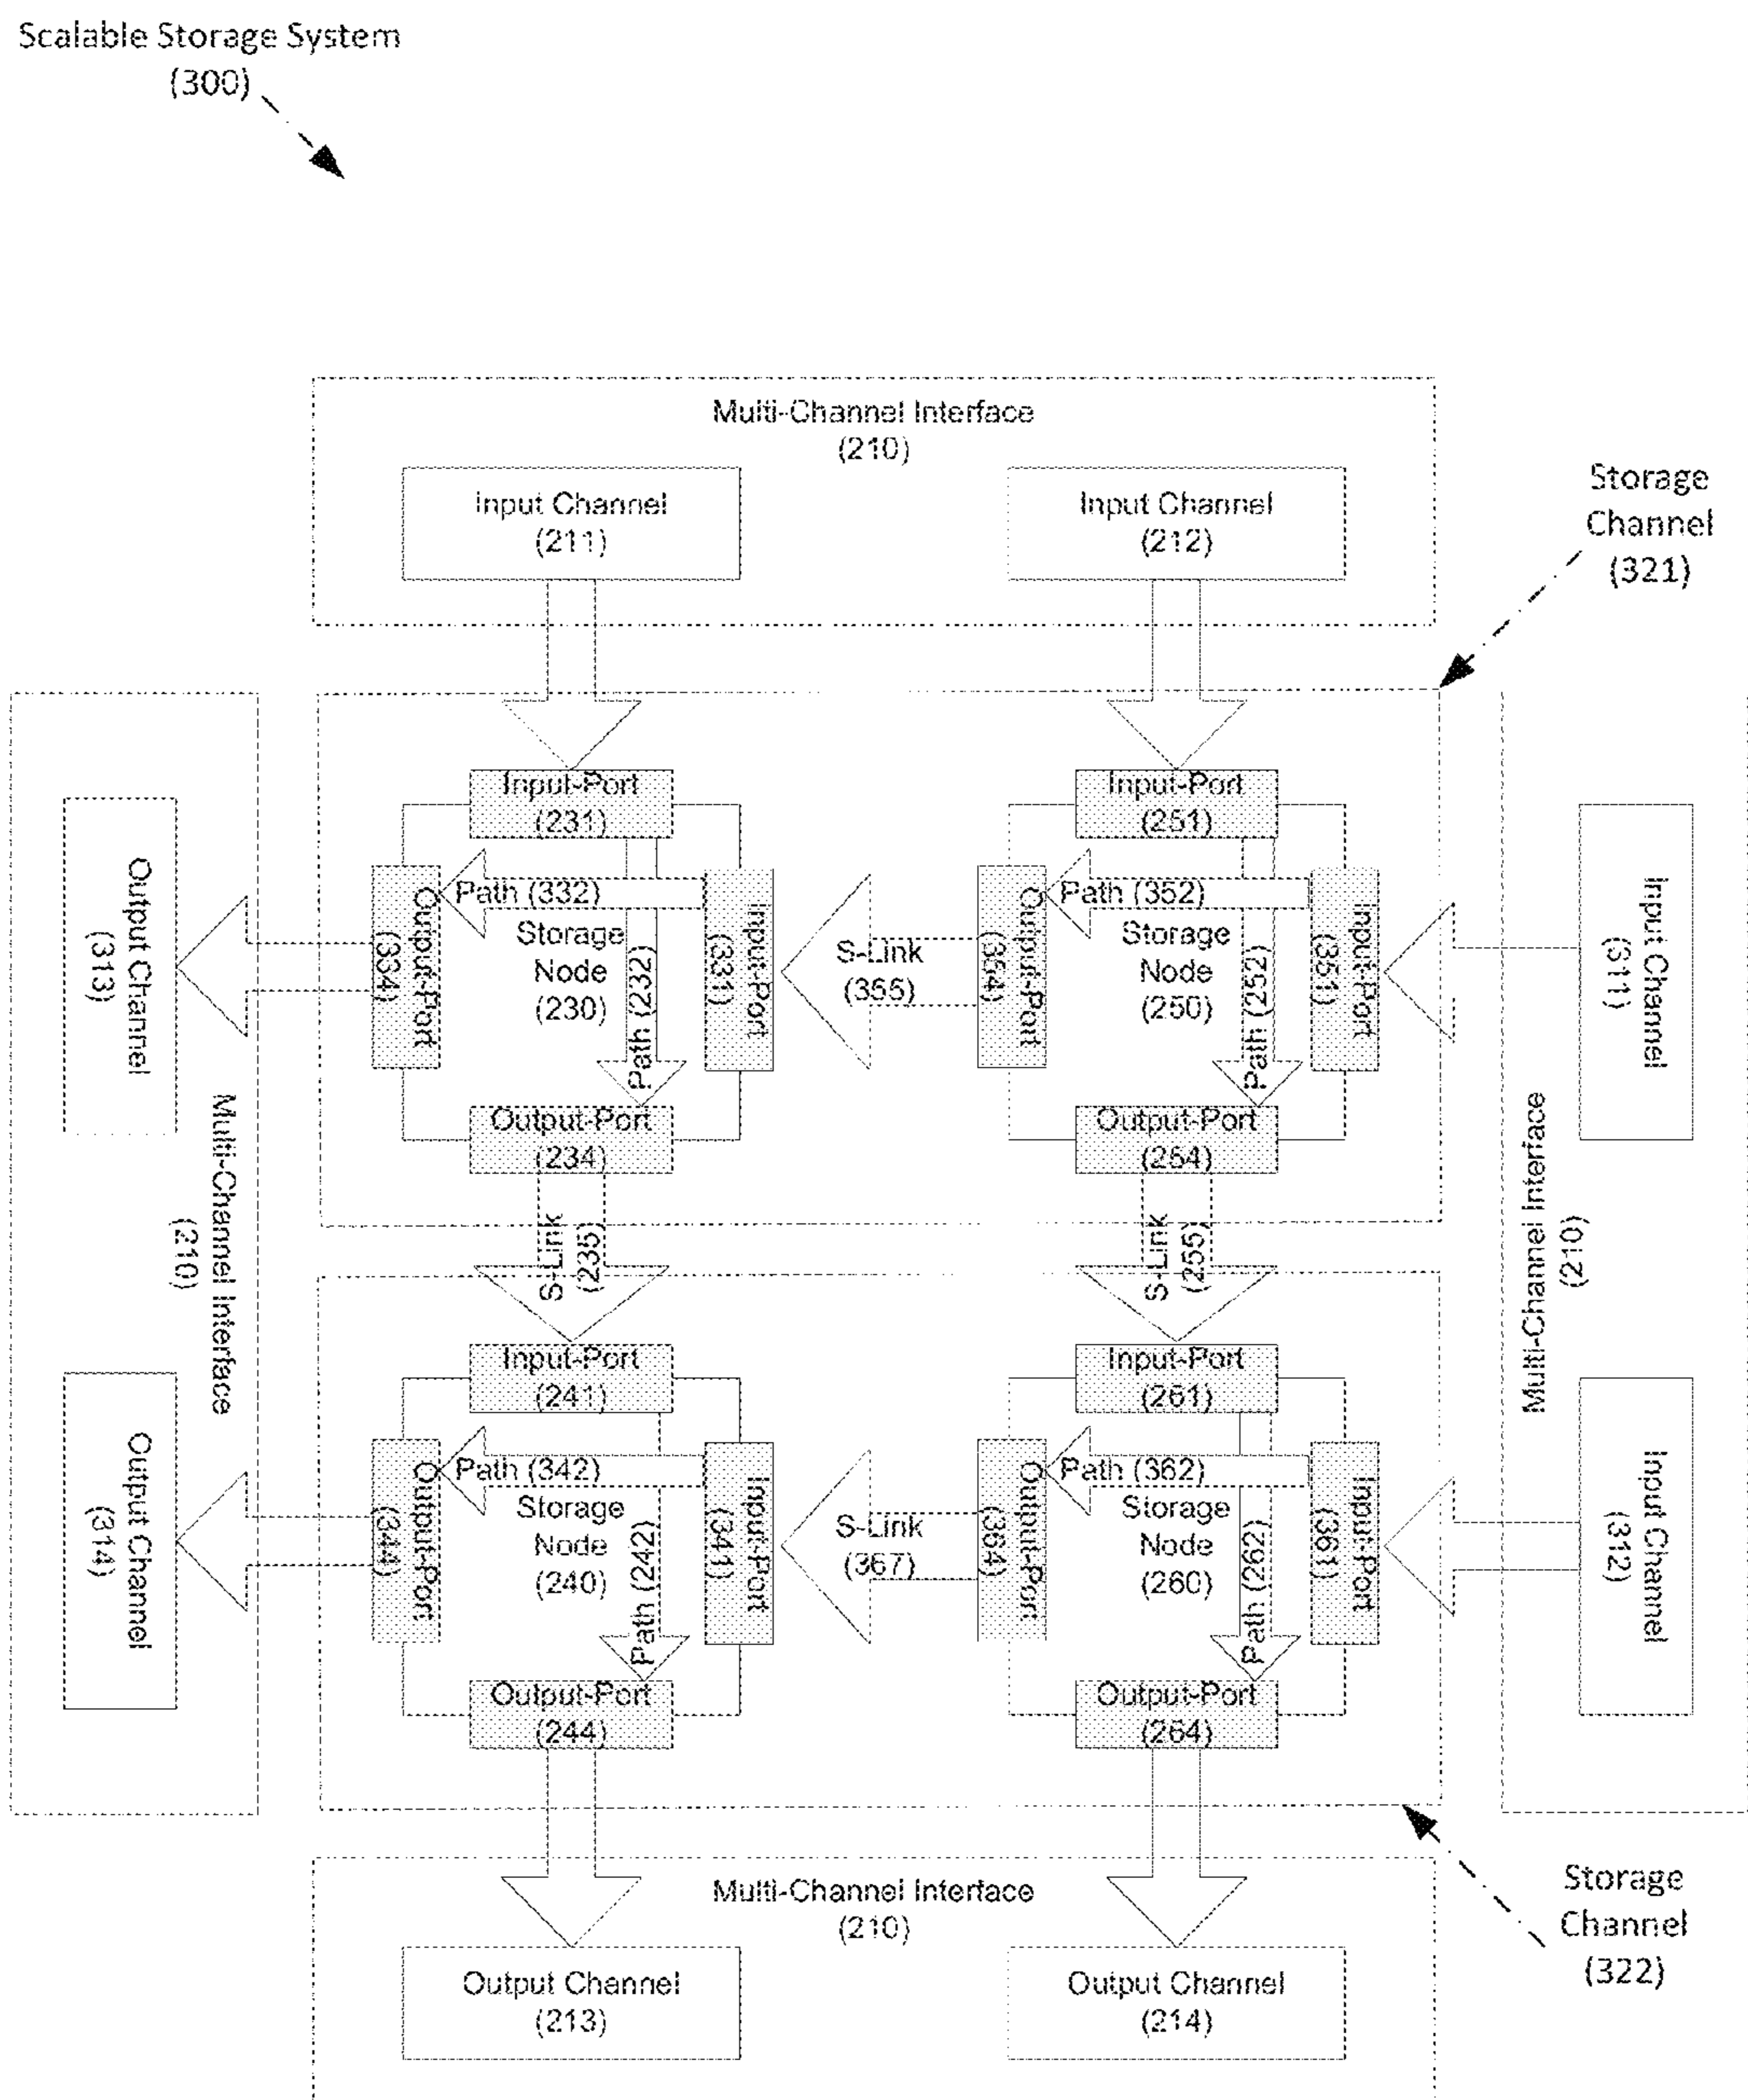 Scalable Storage System
(300)
Multi-Channel Interface
(210)
Input Channel
(211)
Input Channel
(212)
Storage
Channel
(321)
Input-Port
(231)
Input-Port
(251)
Output Channel
(313)
Output-Port
(334)
Path (332)
Storage
Node
(230)
Path (232)
Input-Port
(331)
S-Link
(355)
Output-Port
(354)
Path (352)
Storage
Node
(250)
Path (252)
Input-Port
(351)
Input Channel
(311)
Output-Port
(234)
Output-Port
(254)
Multi-Channel Interface
(210)
S-Link
(235)
S-Link
(255)
Multi-Channel Interface
(210)
Input-Port
(241)
Input-Port
(261)
Output Channel
(314)
Output-Port
(344)
Path (342)
Storage
Node
(240)
Path (242)
Input-Port
(341)
S-Link
(367)
Output-Port
(364)
Path (362)
Storage
Node
(260)
Path (262)
Input-Port
(361)
Input Channel
(312)
Output-Port
(244)
Output-Port
(264)
Multi-Channel Interface
(210)
Storage
Channel
(322)
Output Channel
(213)
Output Channel
(214)